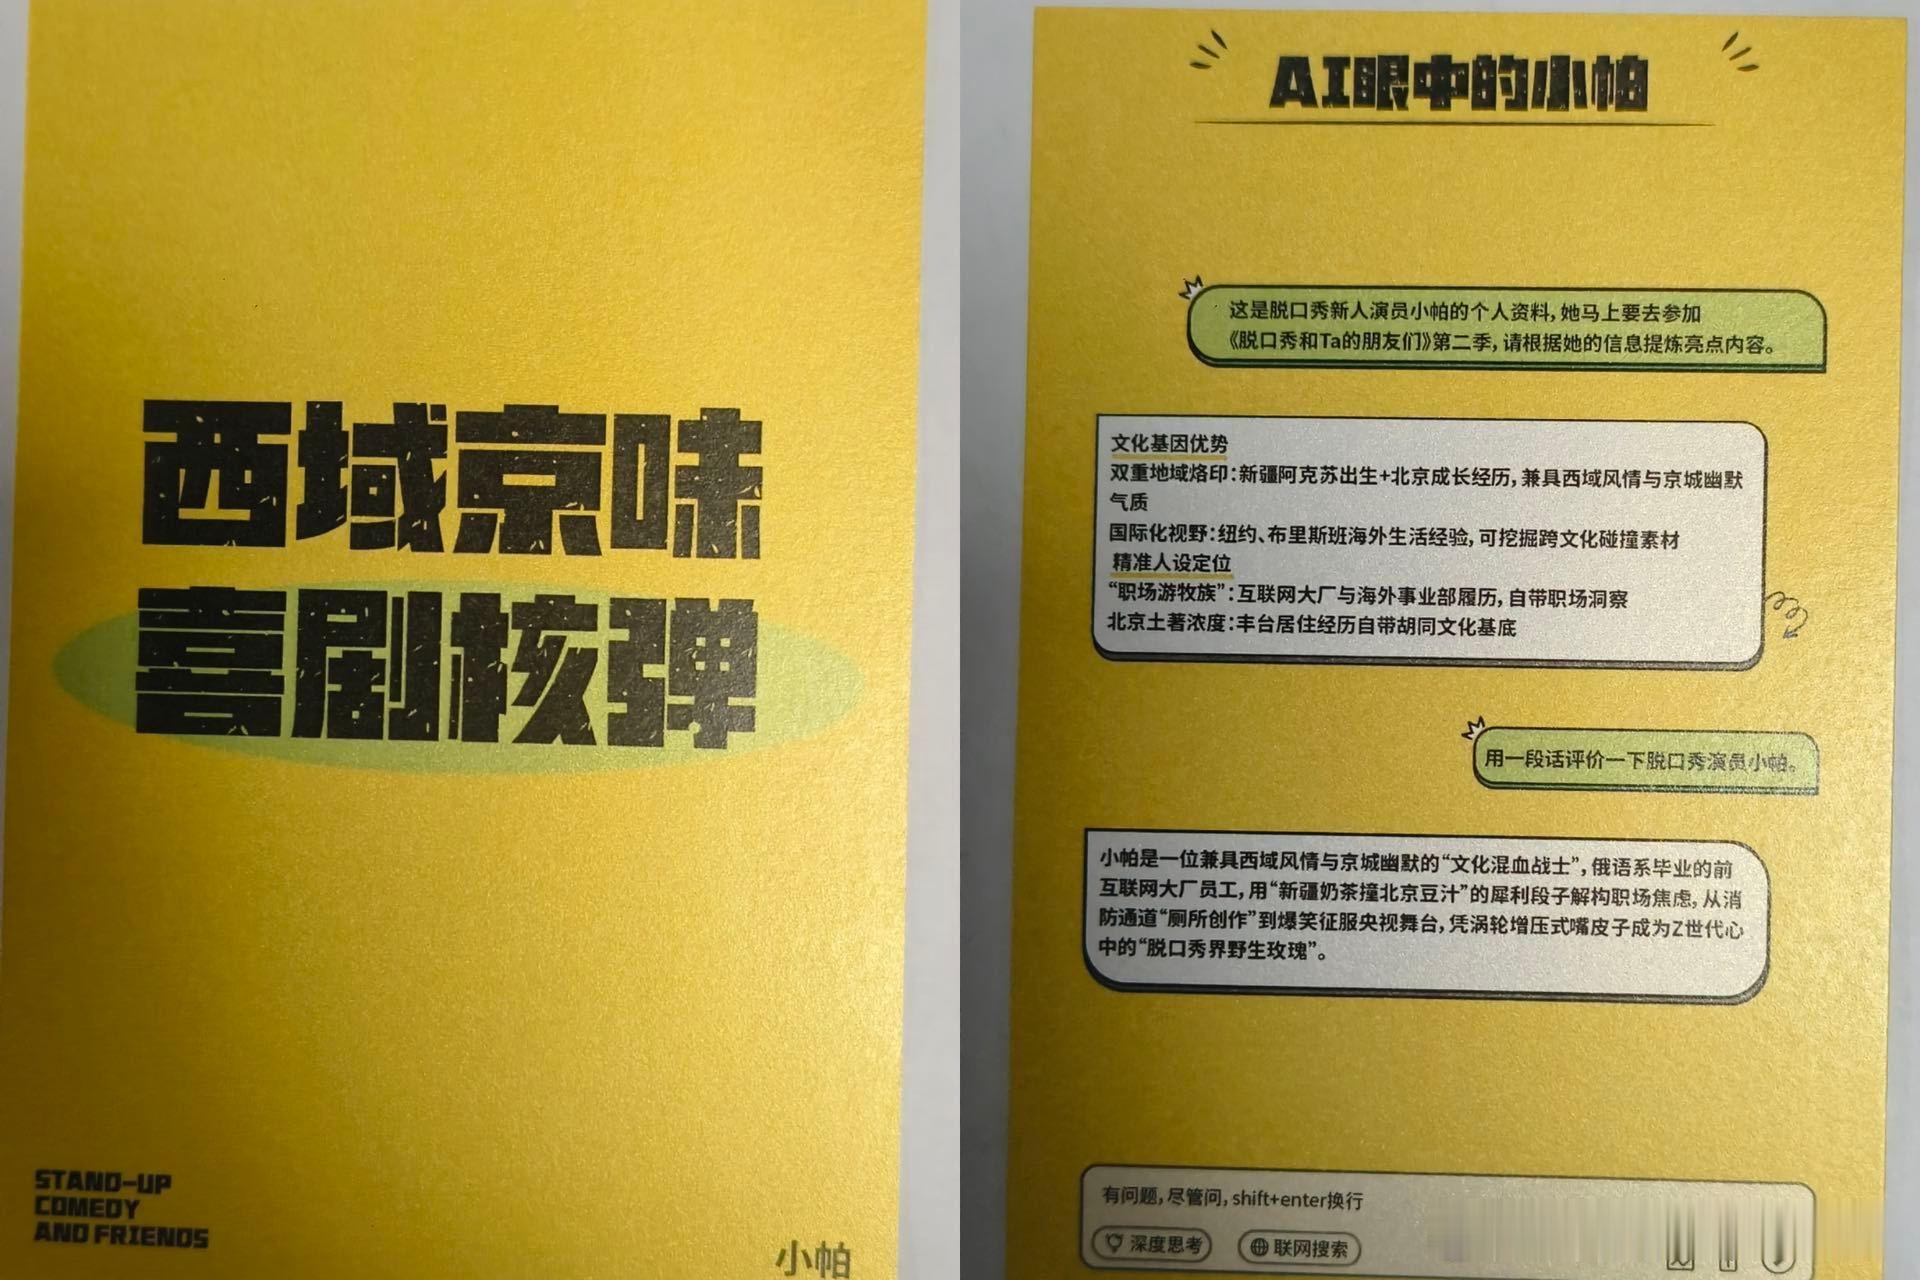 西域京味
喜剧核弹
STAND-UP
COMEDY
AND FRIENDS
小帕
AI眼中的小帕
这是脱口秀新人演员小帕的个人资料,她马上要去参加
《脱口秀和Ta的朋友们》第二季,请根据她的信息提炼亮点内容。
文化基因优势
双重地域烙印:新疆阿克苏出生+北京成长经历,兼具西域风情与京城幽默
气质
国际化视野:纽约、布里斯班海外生活经验,可挖掘跨文化碰撞素材
精准人设定位
“职场游牧族”:互联网大厂与海外事业部履历,自带职场洞察
北京土著浓度:丰台居住经历自带胡同文化基底
用一段话评价一下脱口秀演员小帕。
小帕是一位兼具西域风情与京城幽默的“文化混血战士”,俄语系毕业的前
互联网大厂员工,用“新疆奶茶撞北京豆汁”的犀利段子解构职场焦虑,从消
防通道“厕所创作”到爆笑征服央视舞台,凭涡轮增压式嘴皮子成为Z世代心
中的“脱口秀界野生玫瑰”。
有问题,尽管问,shift+enter换行
深度思考
联网搜索